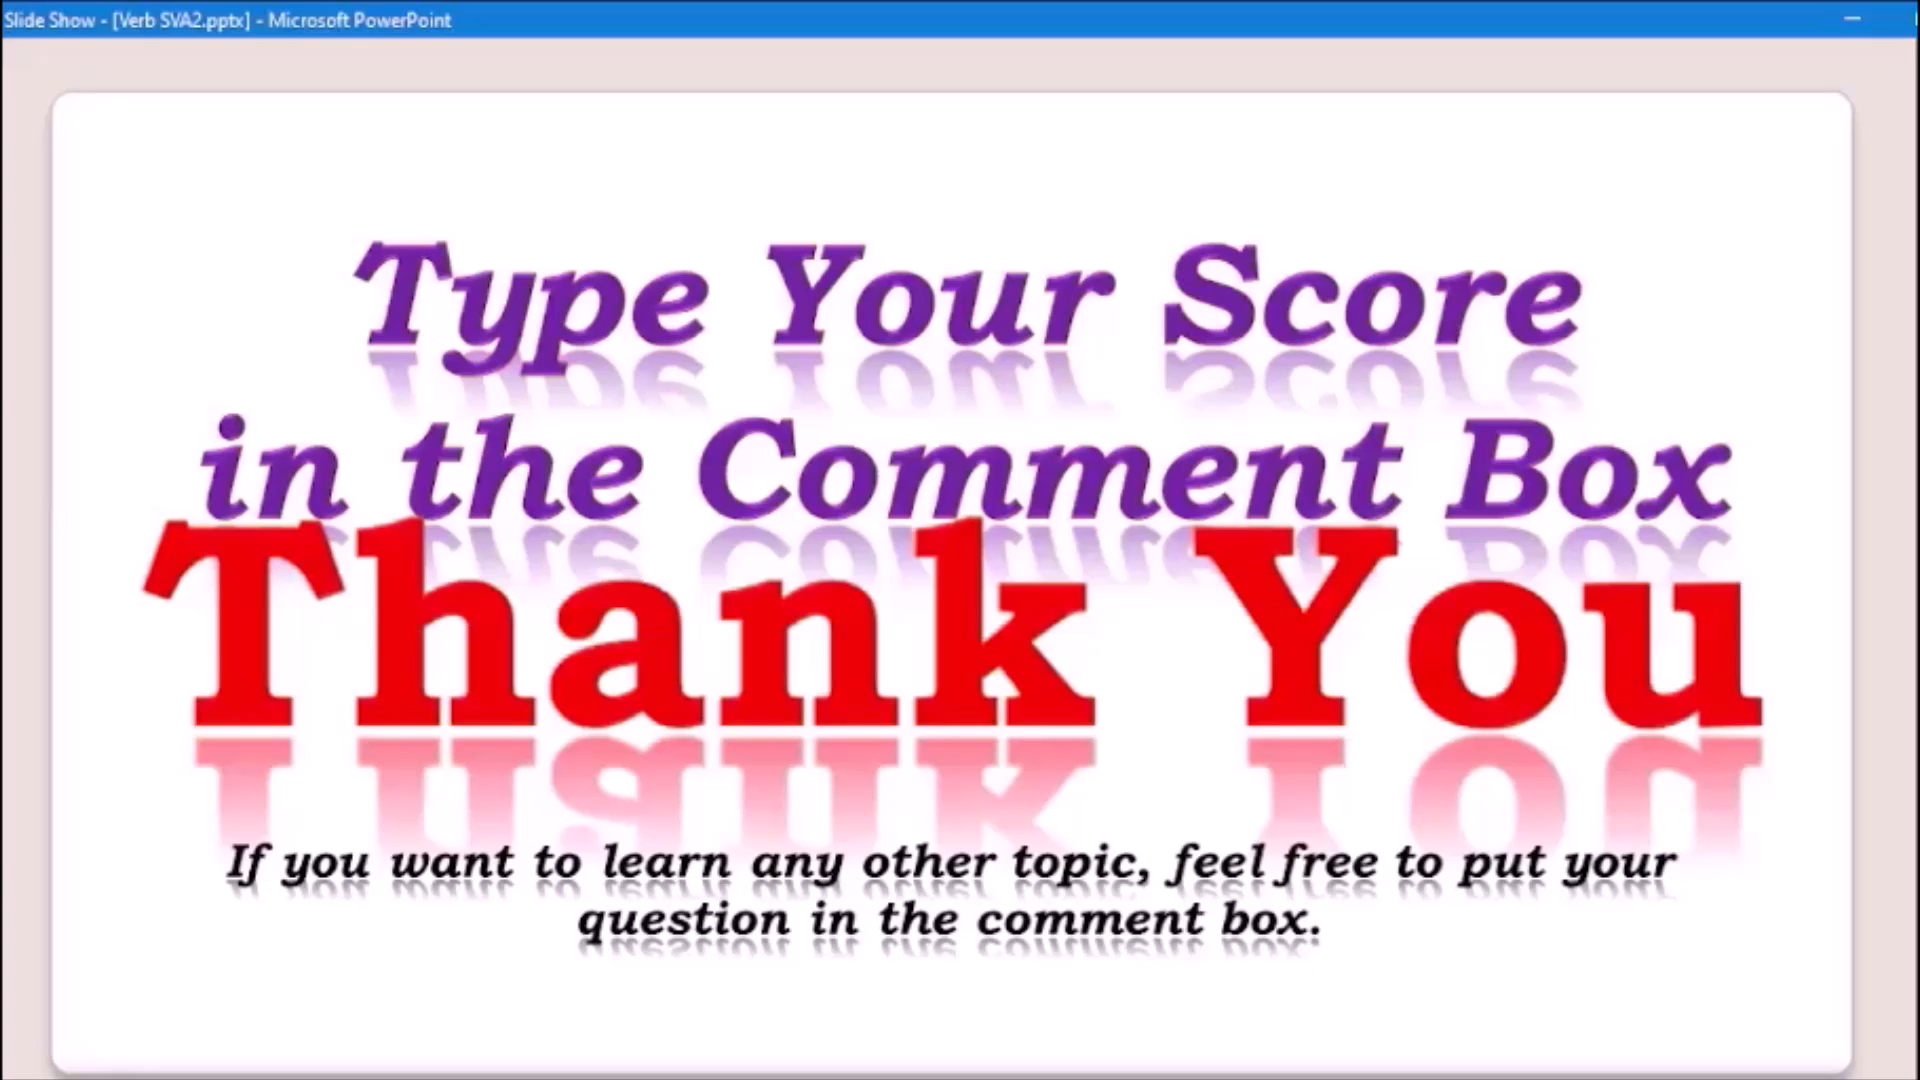 Slide Show - [Verb SVA2.pptx] - Microsoft PowerPoint
Type Your Score
in the Comment Box
Thank You
If you want to learn any other topic, feel free to put your
question in the comment box.